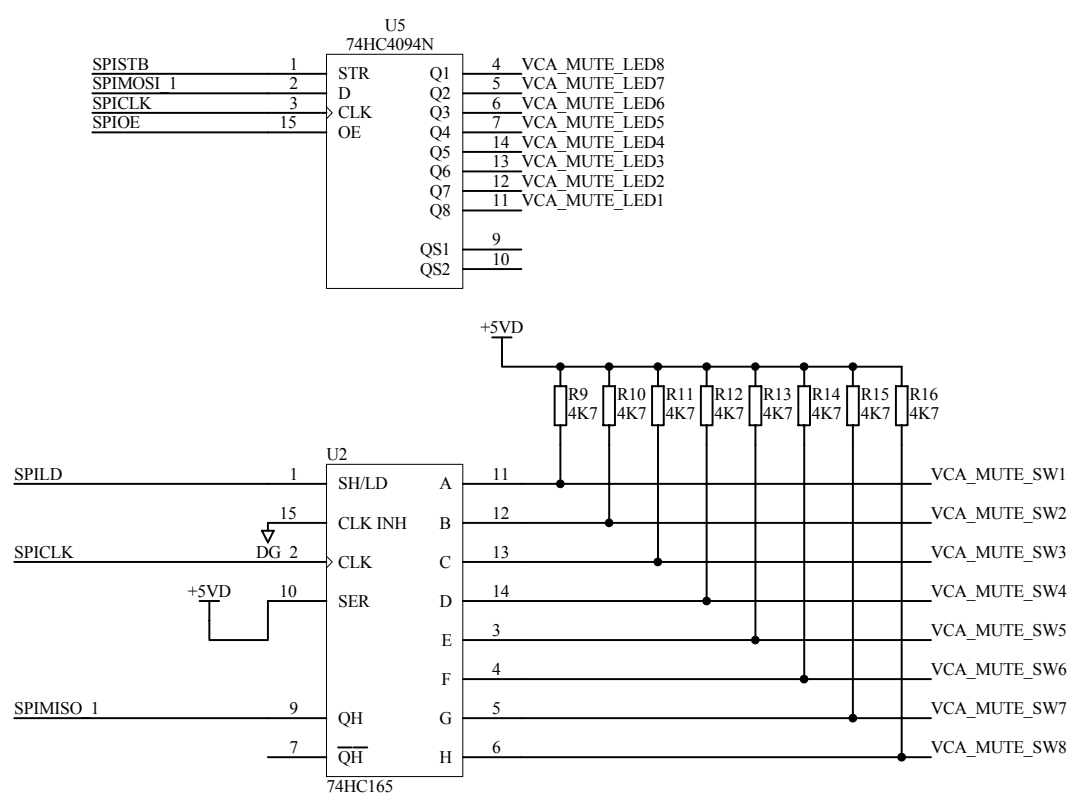 U5
74HC4094N
SPISTB 1 STR Q1 4 VCA_MUTE_LED8
SPIMOSI_1 2 D Q2 5 VCA_MUTE_LED7
SPICLK 3 CLK Q3 6 VCA_MUTE_LED6
SPIOE 15 OE Q4 7 VCA_MUTE_LED5
Q5 14 VCA_MUTE_LED4
Q6 13 VCA_MUTE_LED3
Q7 12 VCA_MUTE_LED2
Q8 11 VCA_MUTE_LED1
QS1 9
QS2 10
+5VD
R9 R10 R11 R12 R13 R14 R15 R16
4K7 4K7 4K7 4K7 4K7 4K7 4K7 4K7
U2
SPILD 1 SH/LD A 11 VCA_MUTE_SW1
15 CLK INH B 12 VCA_MUTE_SW2
DG
SPICLK 2 CLK C 13 VCA_MUTE_SW3
+5VD 10 SER D 14 VCA_MUTE_SW4
E 3 VCA_MUTE_SW5
F 4 VCA_MUTE_SW6
SPIMISO_1 9 QH G 5 VCA_MUTE_SW7
7 QH H 6 VCA_MUTE_SW8
74HC165